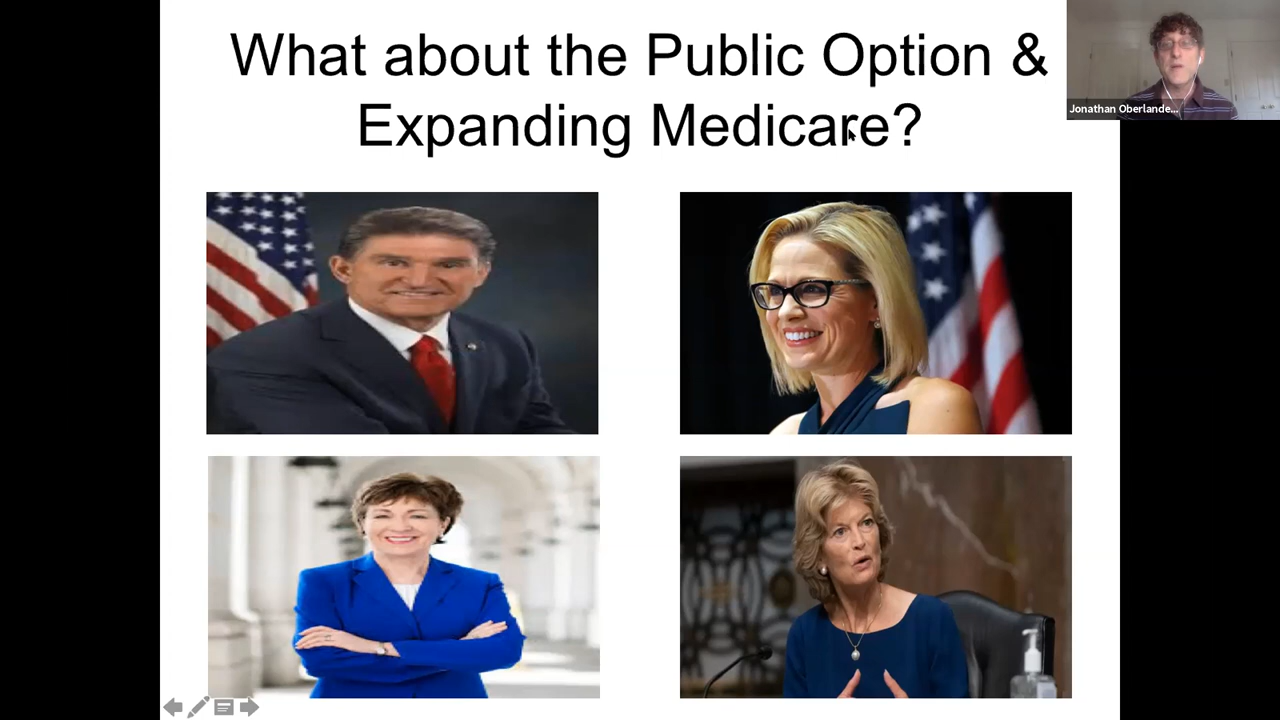 What about the Public Option &
Expanding Medicare?
Jonathan Oberlande...